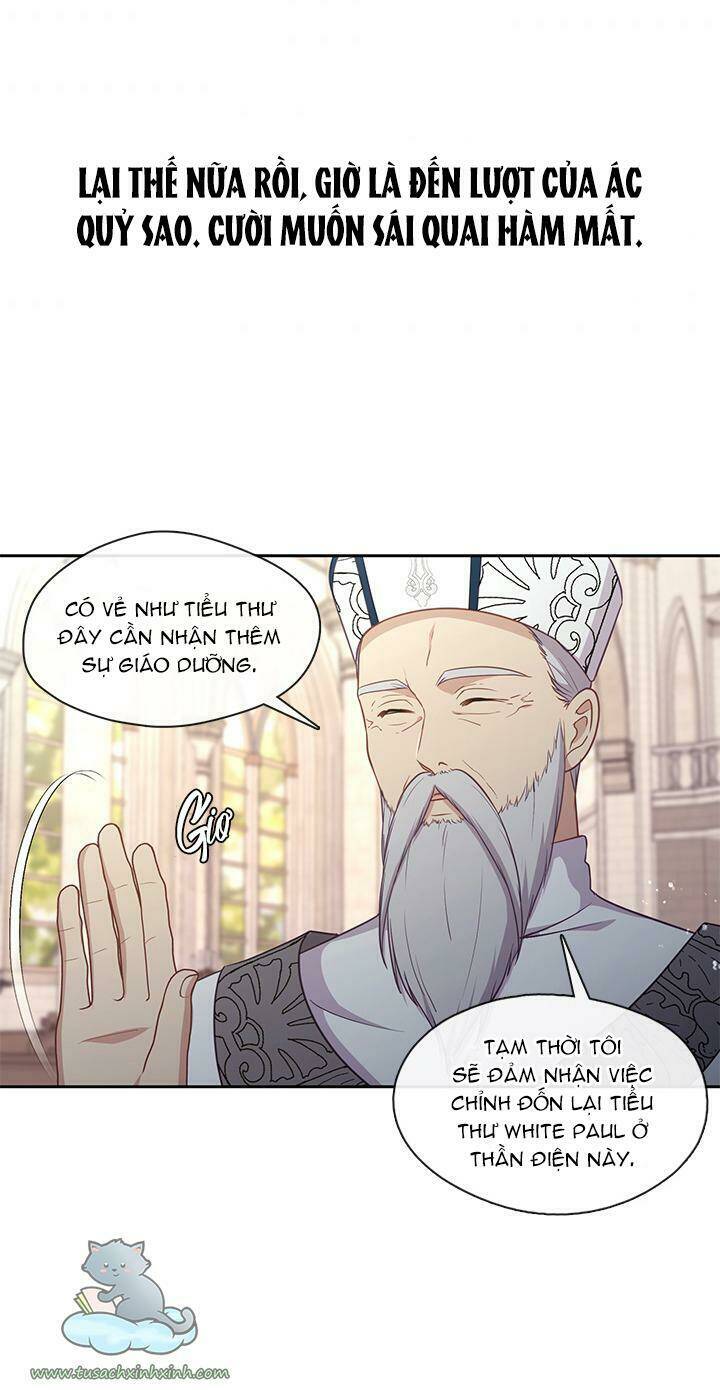 LẠI THẾ NỮA RỒI, GIỜ LÀ ĐẾN LƯỢT CỦA ÁC
QUỶ SAO. CƯỜI MUỐN SÁI QUAI HÀM MẤT.
CÓ VẺ NHƯ TIỂU THƯ
ĐÂY CẦN NHẬN THÊM
SỰ GIÁO DƯỠNG.
Giơ
TẠM THỜI TÔI
SẼ ĐẢM NHẬN VIỆC
CHỈNH ĐỐN LẠI TIỂU
THƯ WHITE PAUL Ở
THẦN ĐIỆN NÀY.
www.tusachxinhxinh.com